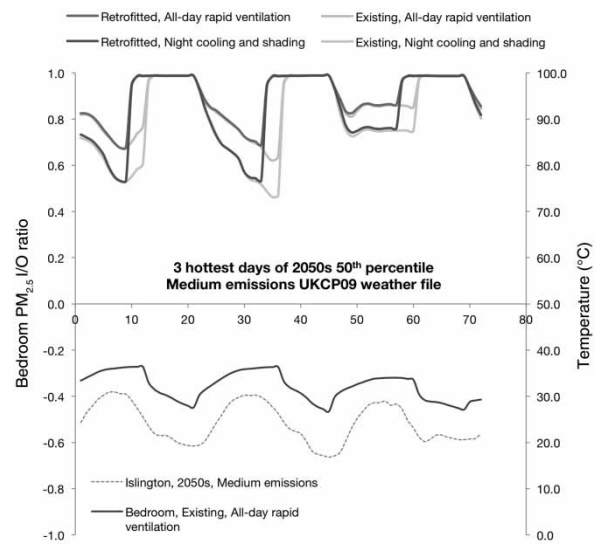 Retrofitted, All-day rapid ventilation
Existing, All-day rapid ventilation
Retrofitted, Night cooling and shading
Existing, Night cooling and shading
1.0
0.8
0.6
0.4
0.2
0.0
-0.2
-0.4
-0.6
-0.8
-1.0
Bedroom PM2.5 I/O ratio
100.0
90.0
80.0
70.0
60.0
50.0
40.0
30.0
20.0
10.0
0.0
Temperature (°C)
0 10 20 30 40 50 60 70 80
3 hottest days of 2050s 50th percentile
Medium emissions UKCP09 weather file
Islington, 2050s, Medium emissions
Bedroom, Existing, All-day rapid
ventilation